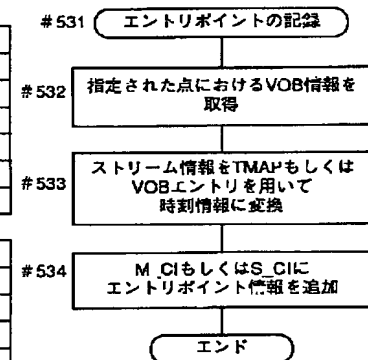 #531 エントリポイントの記録
#532 指定された点におけるVOB情報を
取得
#533 ストリーム情報をTMAPもしくは
VOBエントリを用いて
時刻情報に変換
#534 M_CIもしくはS_CIに
エントリポイント情報を追加
エンド